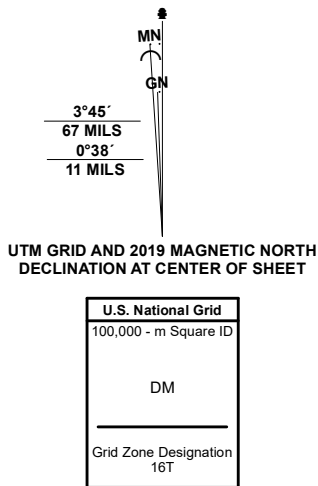 MN
GN
3°45´
67 MILS
0°38´
11 MILS
UTM GRID AND 2019 MAGNETIC NORTH
DECLINATION AT CENTER OF SHEET
U.S. National Grid
100,000 - m Square ID
DM
Grid Zone Designation
16T